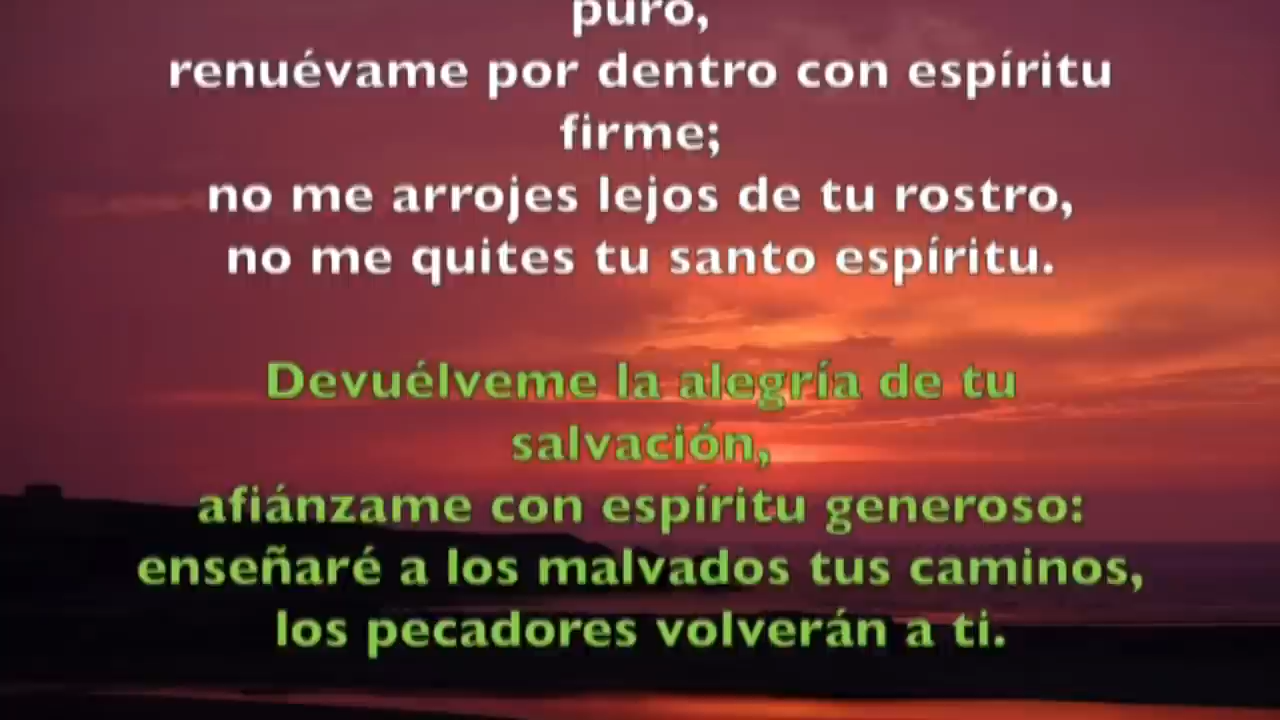 puro,
renuévame por dentro con espíritu
firme;
no me arrojes lejos de tu rostro,
no me quites tu santo espíritu.
Devuélveme la alegría de tu
salvación,
afiánzame con espíritu generoso:
enseñaré a los malvados tus caminos,
los pecadores volverán a ti.